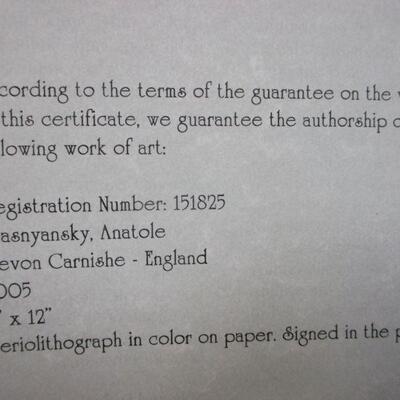 cording to the terms of the guarantee on the
this certificate, we guarantee the authorship
lowing work of art:
egistration Number: 151825
asnyansky, Anatole
evon Carnishe - England
005
" x 12"
eriolithograph in color on paper. Signed in the p